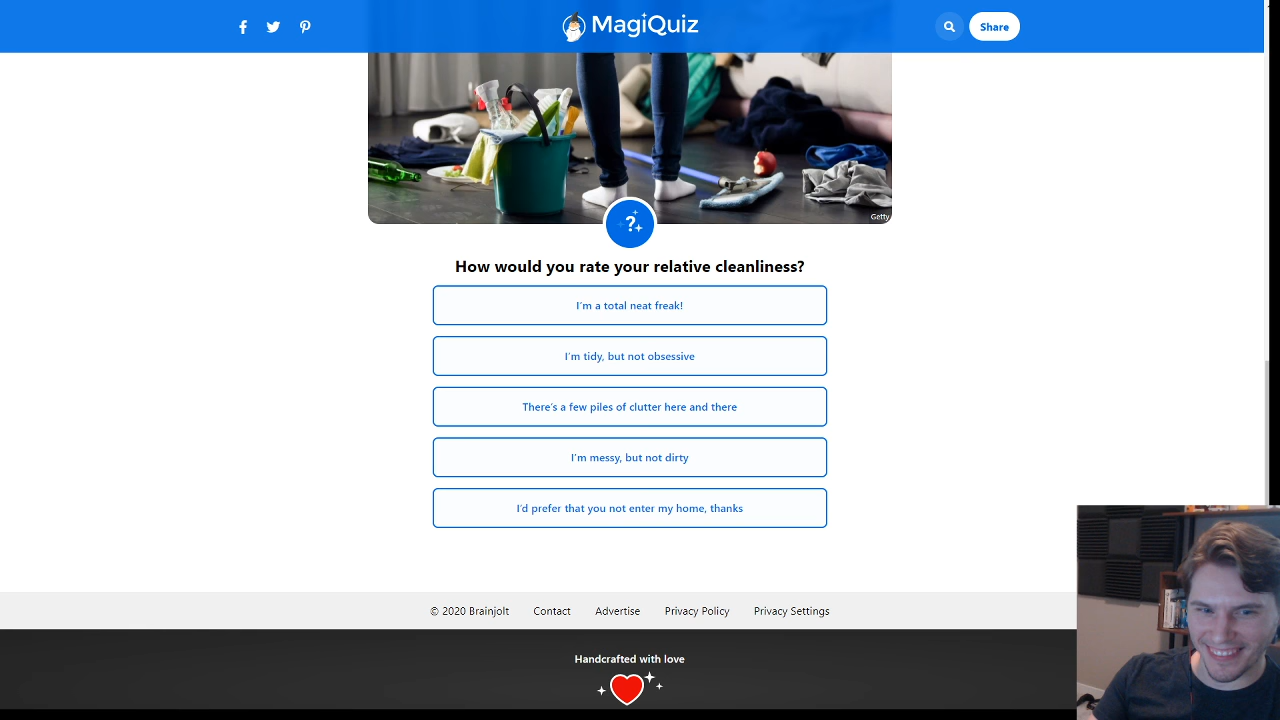 MagiQuiz
Share
Getty
?
How would you rate your relative cleanliness?
I'm a total neat freak!
I'm tidy, but not obsessive
There's a few piles of clutter here and there
I'm messy, but not dirty
I'd prefer that you not enter my home, thanks
© 2020 Brainjolt Contact Advertise Privacy Policy Privacy Settings
Handcrafted with love